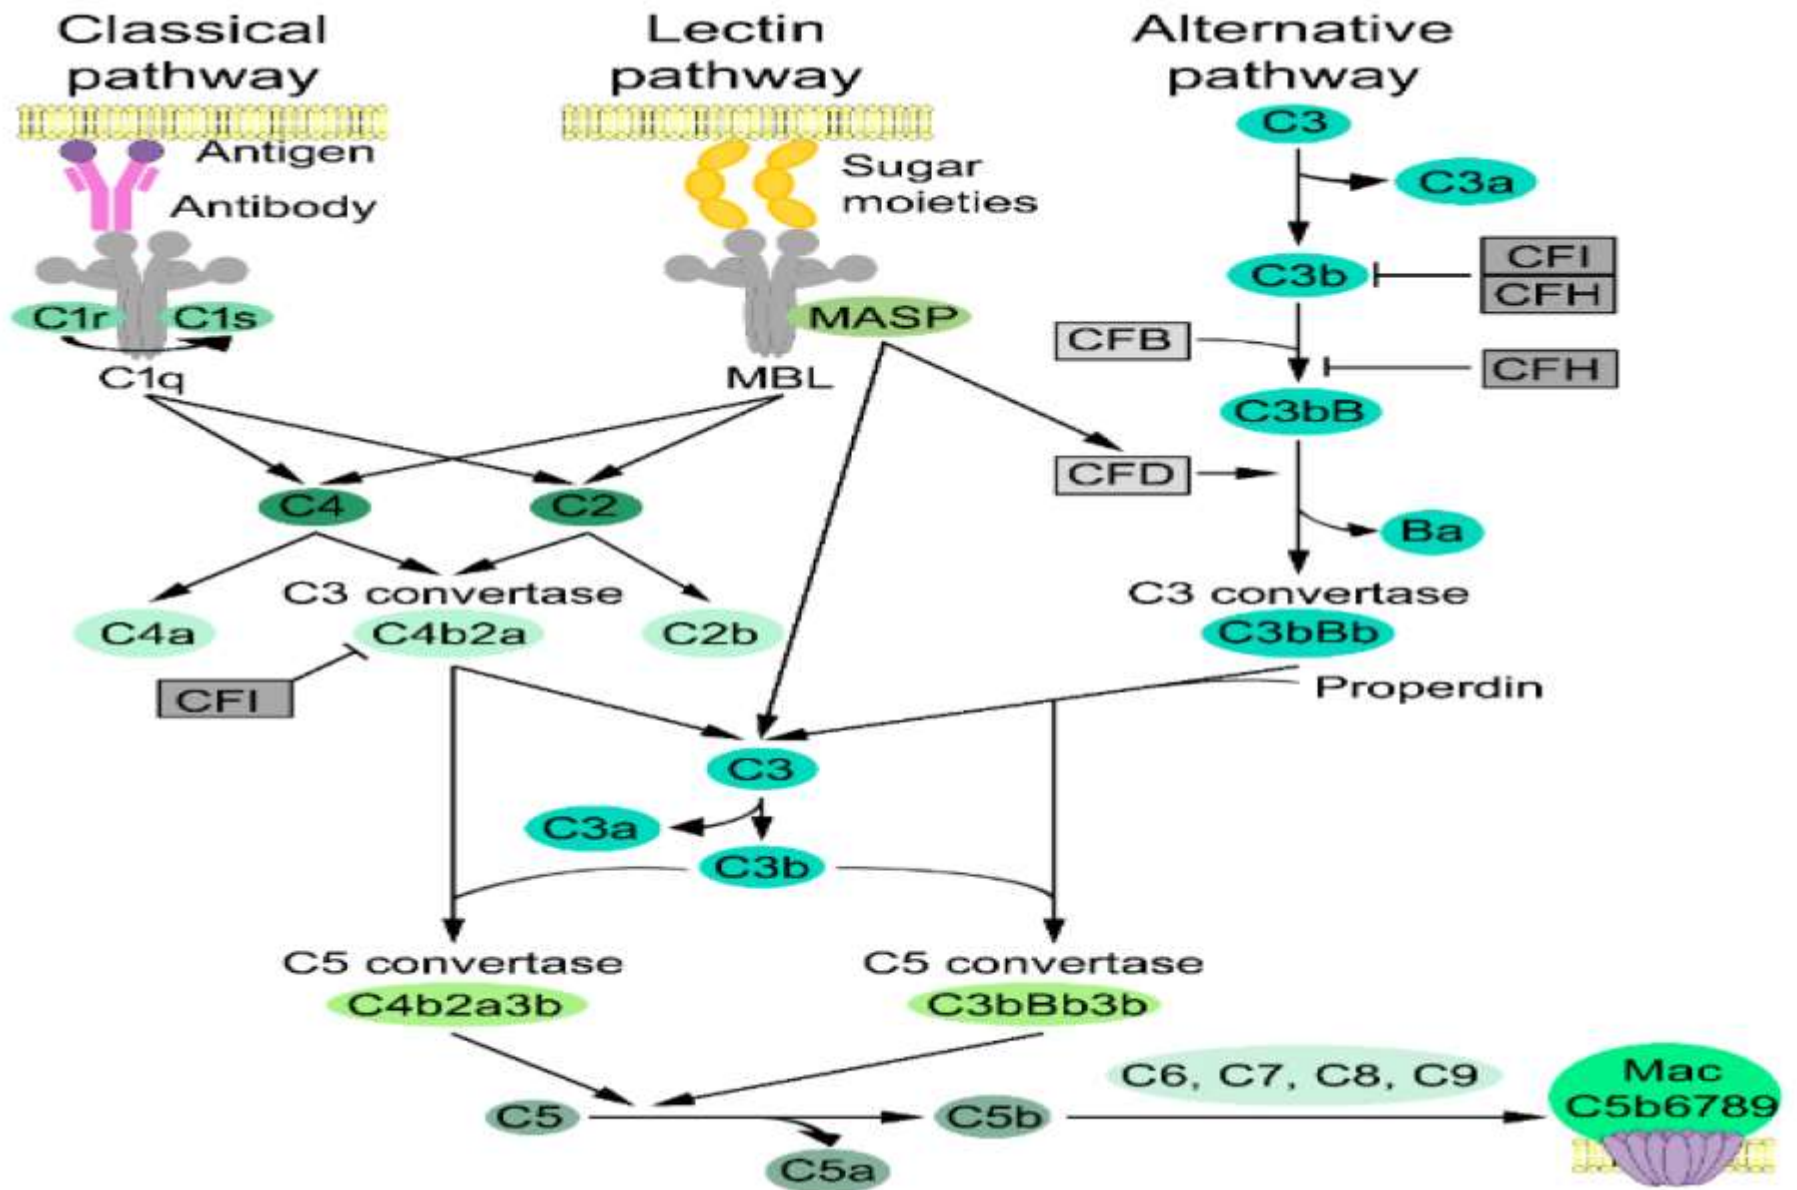 Classical
pathway
Lectin
pathway
Alternative
pathway
Antigen
Antibody
C1r
C1s
C1q
Sugar
moieties
MASP
MBL
C3
C3a
C3b
CFI
CFH
CFB
CFH
C3bB
CFD
Ba
C4
C2
C3 convertase
C4a
C4b2a
C2b
CFI
C3 convertase
C3bBb
Properdin
C3
C3a
C3b
C5 convertase
C4b2a3b
C5 convertase
C3bBb3b
C5
C5a
C5b
C6, C7, C8, C9
Mac
C5b6789